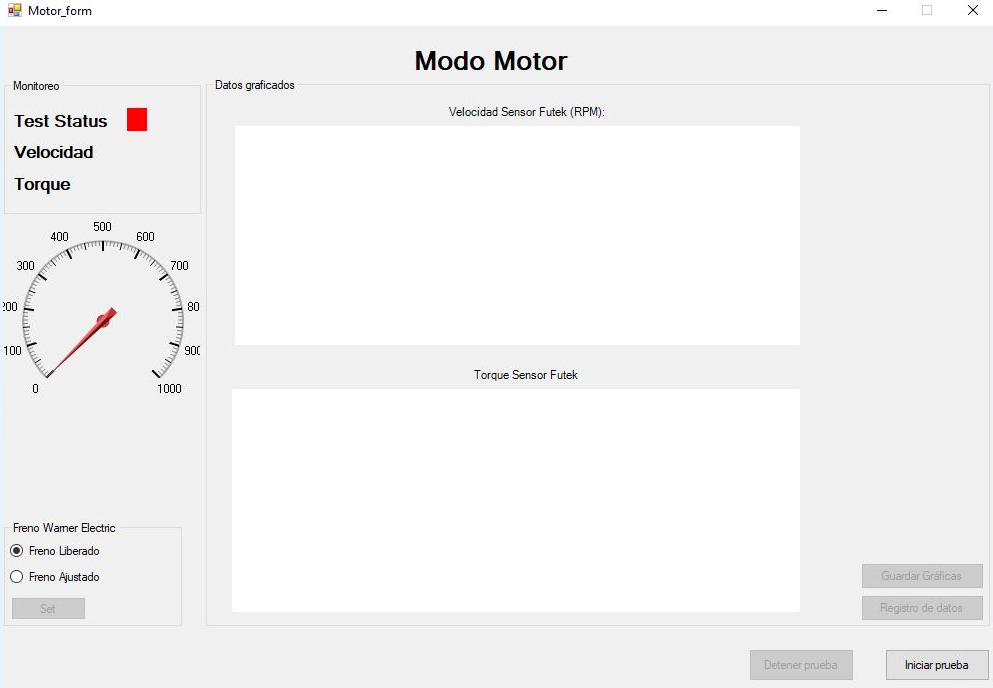 Motor_form
Modo Motor
Monitoreo
Test Status
Velocidad
Torque
0
100
200
300
400
500
600
700
80
900
1000
Freno Warner Electric
Freno Liberado
Freno Ajustado
Set
Datos graficados
Velocidad Sensor Futek (RPM):
Torque Sensor Futek
Guardar Gráficas
Registro de datos
Detener prueba
Iniciar prueba